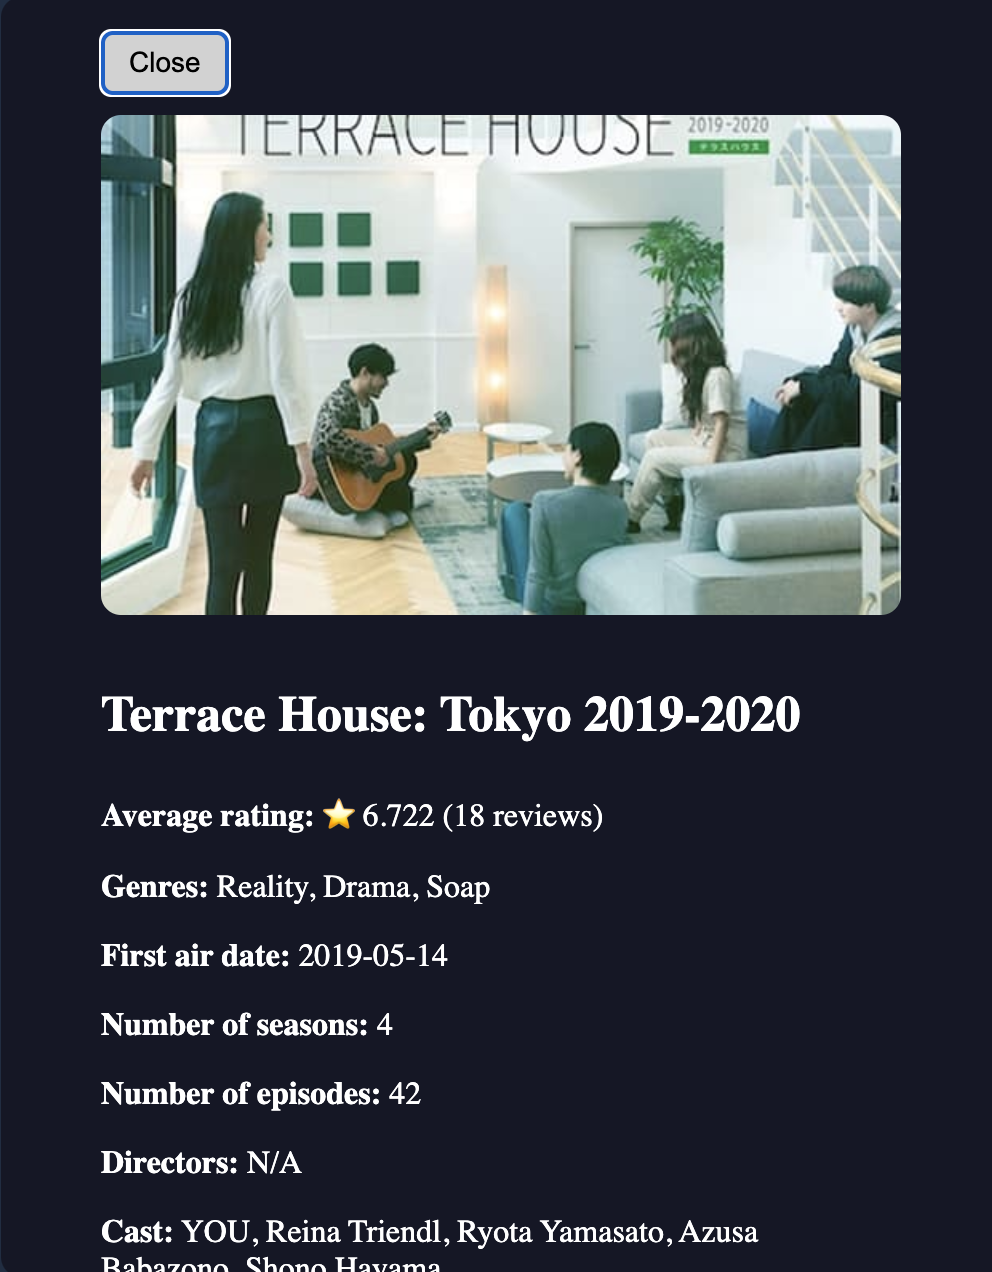 Close
TERRACE HOUSE
2019-2020
テラスハウス
Terrace House: Tokyo 2019-2020
Average rating: ⭐ 6.722 (18 reviews)
Genres: Reality, Drama, Soap
First air date: 2019-05-14
Number of seasons: 4
Number of episodes: 42
Directors: N/A
Cast: YOU, Reina Triendl, Ryota Yamasato, Azusa
Babazono, Shono Hayama